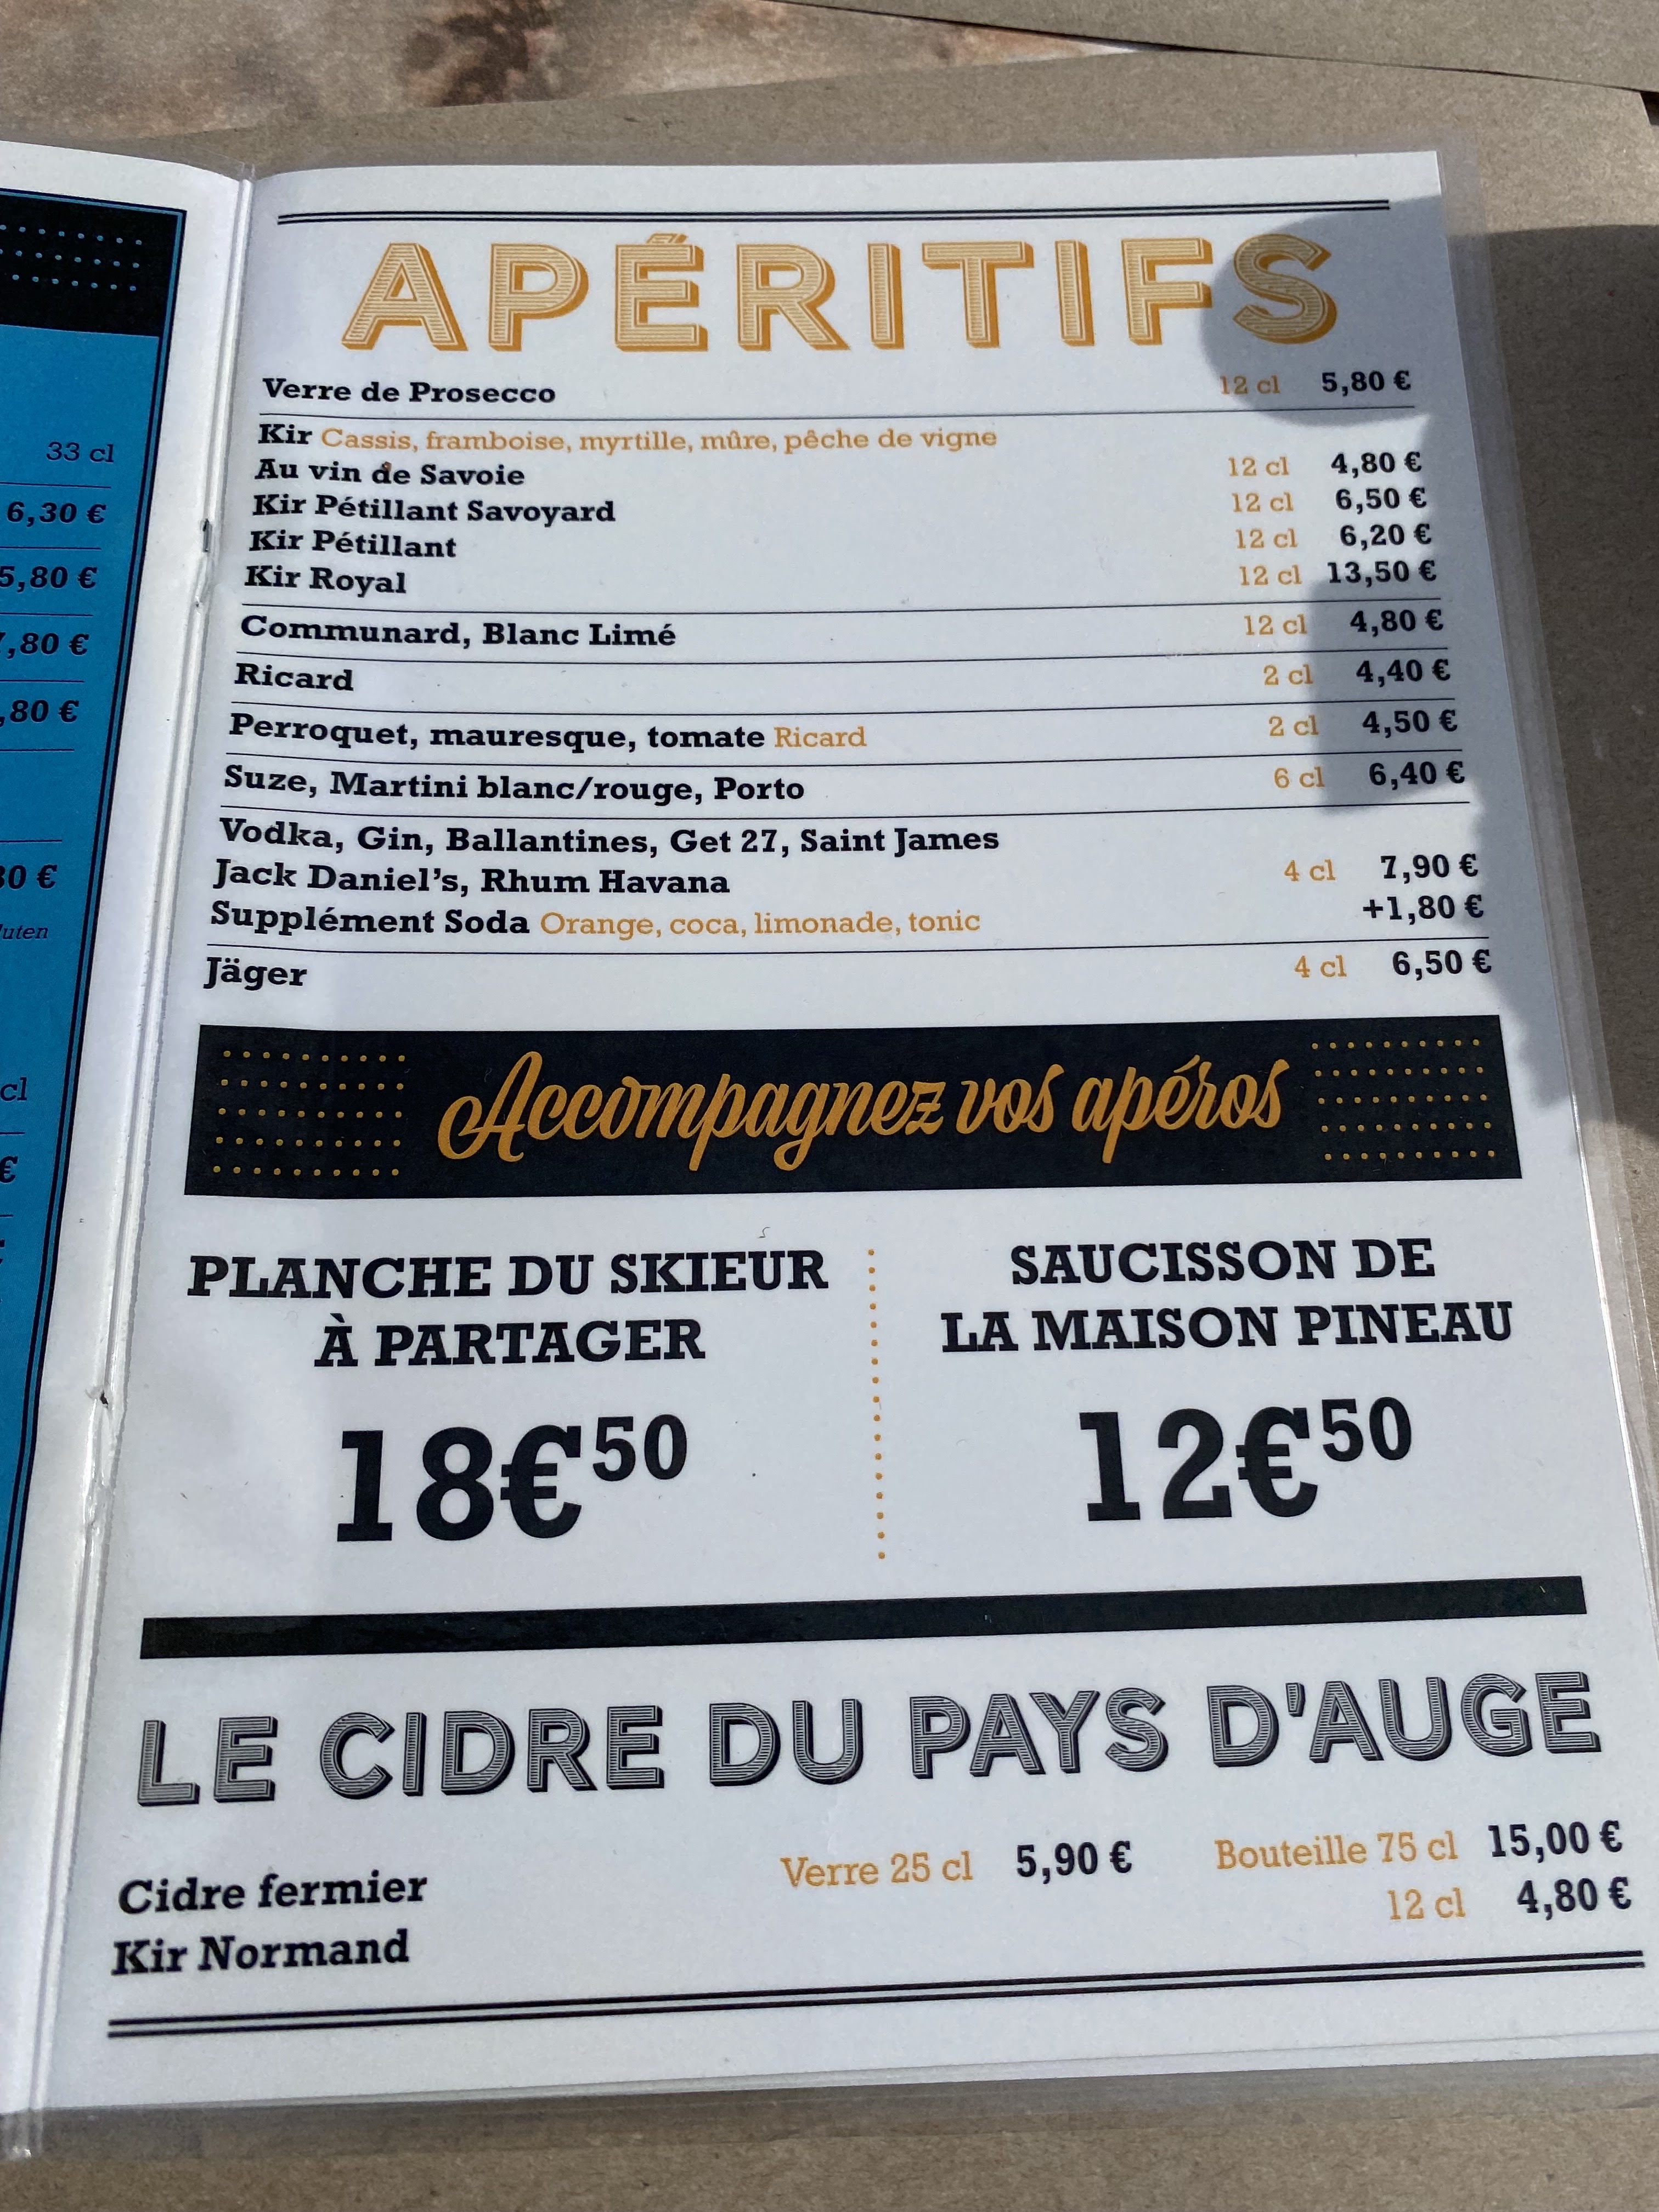 33 cl
6,30 €
5,80 €
,80 €
,80 €
0 €
cl
€
APÉRITIFS
Verre de Prosecco 12 cl 5,80 €
Kir Cassis, framboise, myrtille, mûre, pêche de vigne
Au vin de Savoie 12 cl 4,80 €
Kir Pétillant Savoyard 12 cl 6,50 €
Kir Pétillant 12 cl 6,20 €
Kir Royal 12 cl 13,50 €
Communard, Blanc Limé 12 cl 4,80 €
Ricard 2 cl 4,40 €
Perroquet, mauresque, tomate Ricard 2 cl 4,50 €
Suze, Martini blanc/rouge, Porto 6 cl 6,40 €
Vodka, Gin, Ballantines, Get 27, Saint James
Jack Daniel's, Rhum Havana 4 cl 7,90 €
Supplément Soda Orange, coca, limonade, tonic +1,80 €
Jäger 4 cl 6,50 €
Accompagnez vos apéros
PLANCHE DU SKIEUR
À PARTAGER
18€50
SAUCISSON DE
LA MAISON PINEAU
12€50
LE CIDRE DU PAYS D'AUGE
Cidre fermier Verre 25 cl 5,90 € Bouteille 75 cl 15,00 €
Kir Normand 12 cl 4,80 €